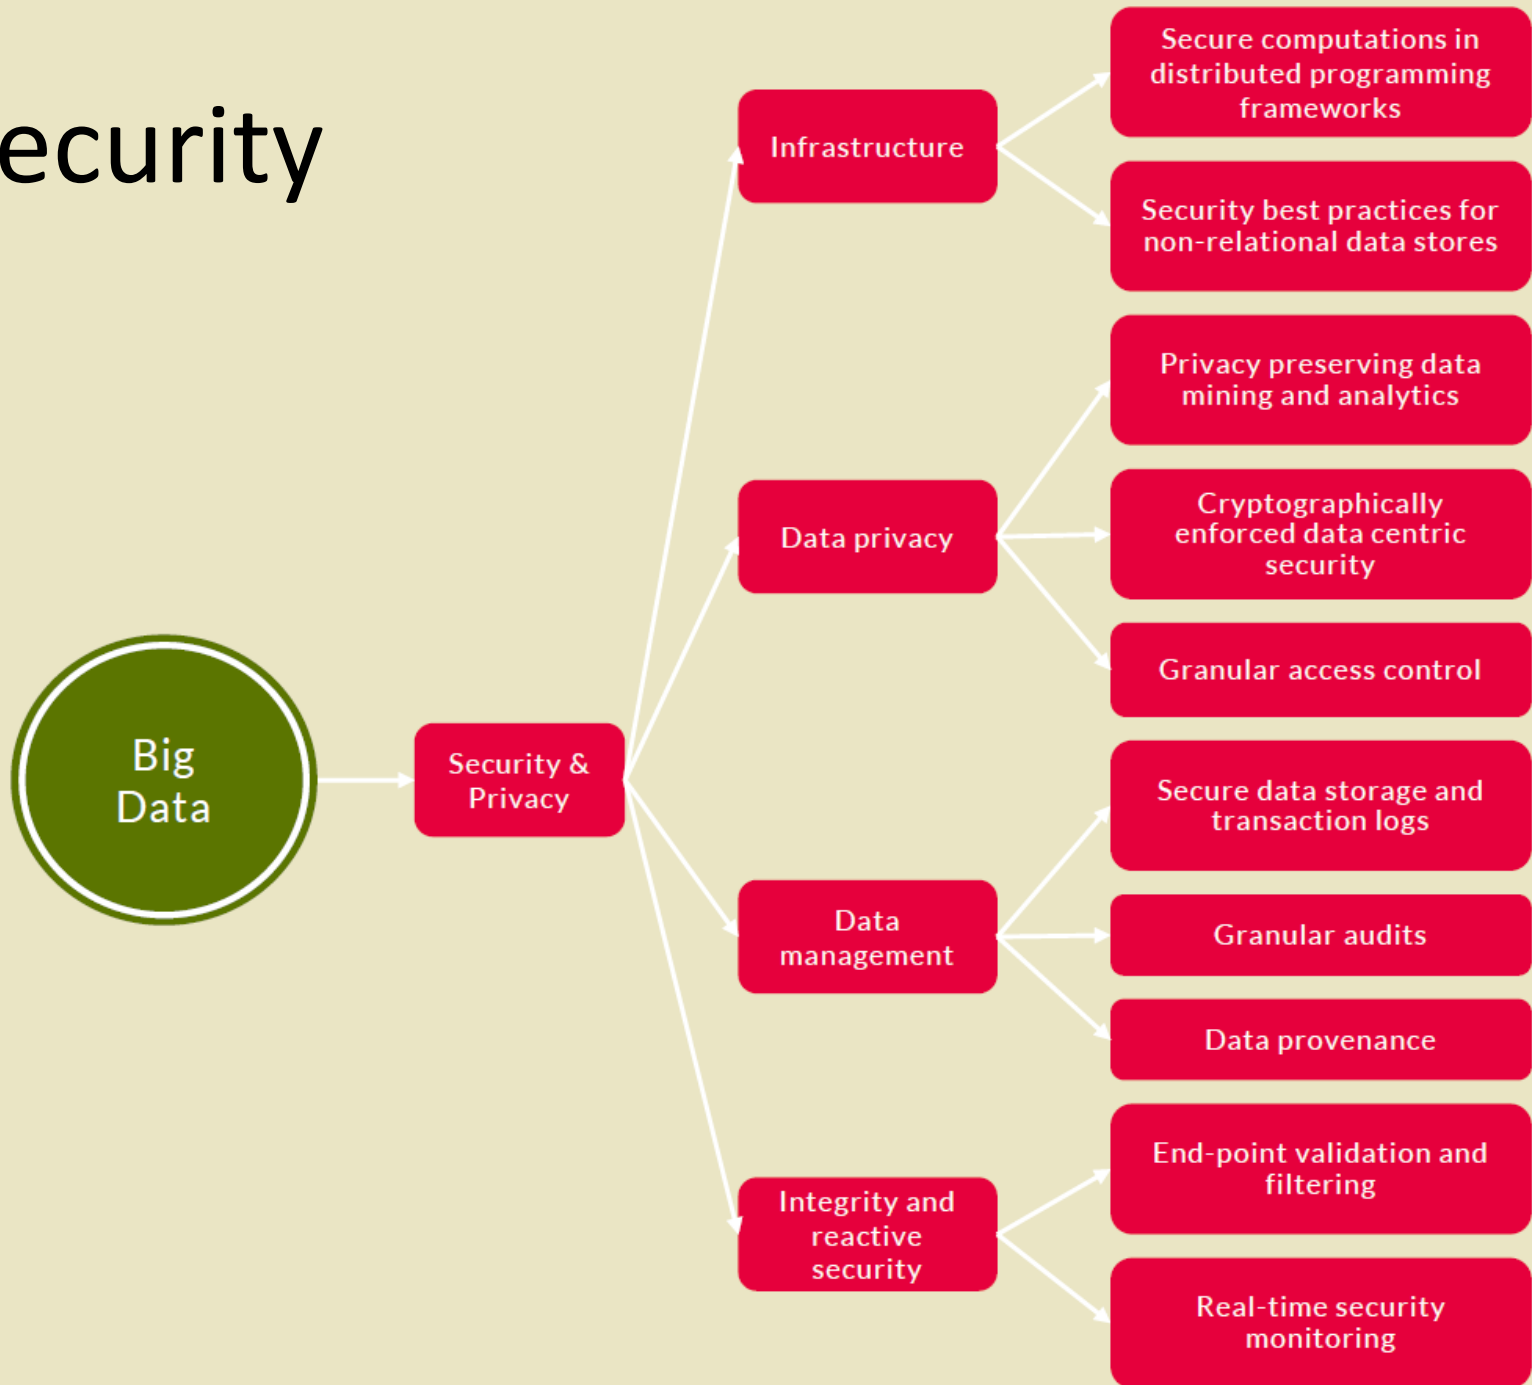 ecurity
Big
Data
Security &
Privacy
Infrastructure
Secure computations in
distributed programming
frameworks
Security best practices for
non-relational data stores
Data privacy
Privacy preserving data
mining and analytics
Cryptographically
enforced data centric
security
Granular access control
Data
management
Secure data storage and
transaction logs
Granular audits
Data provenance
Integrity and
reactive
security
End-point validation and
filtering
Real-time security
monitoring